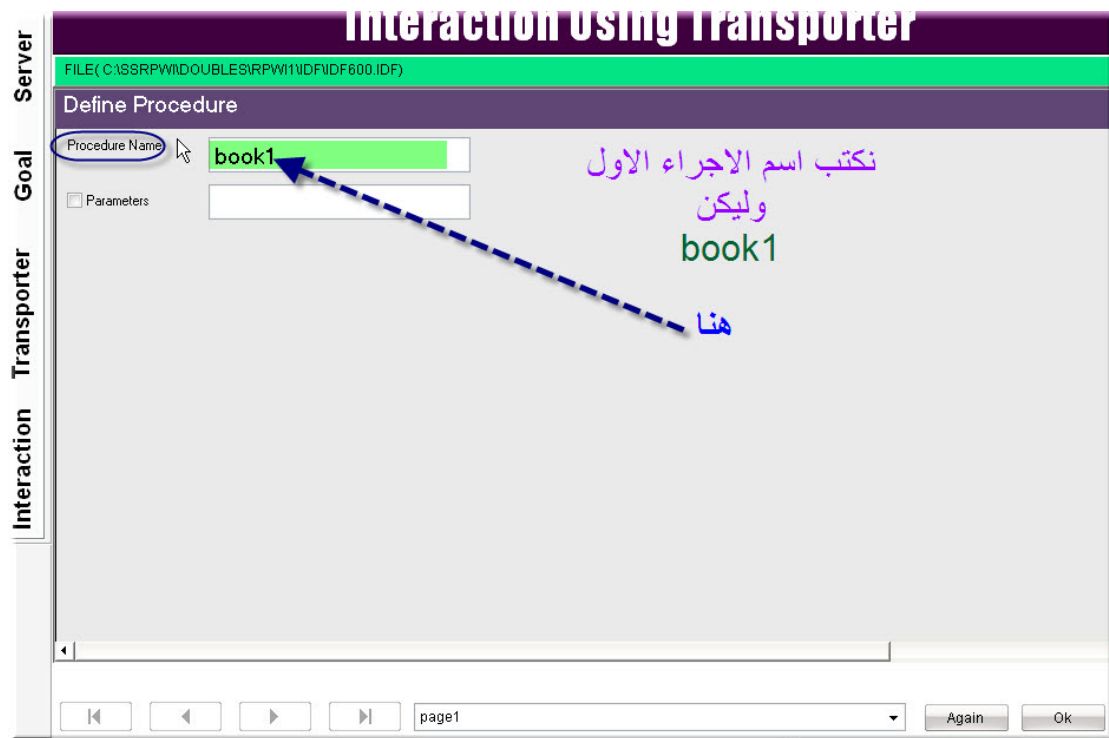 Interaction Using Transporter
FILE( C:\SSRPWI\DOUBLES\RPWI1\IDF\IDF600.IDF)
Define Procedure
Procedure Name
book1
Parameters
نكتب اسم الاجراء الاول
وليكن
book1
هنا
Server
Goal
Transporter
Interaction
page1
Again
Ok